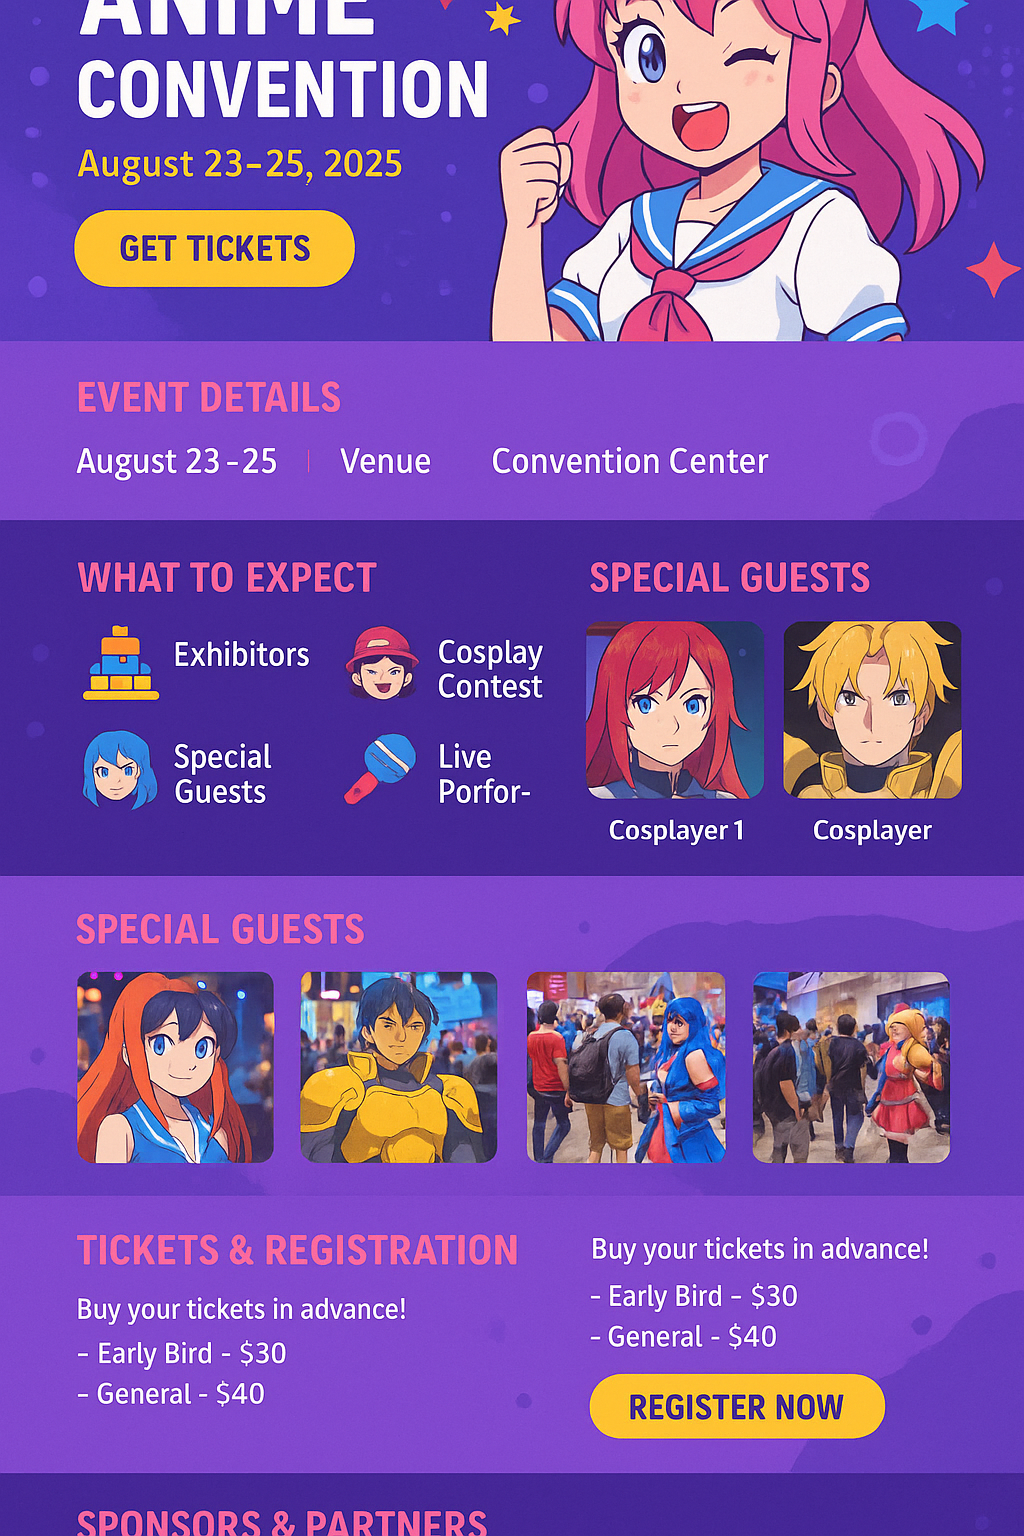 ANIME
CONVENTION
August 23-25, 2025
GET TICKETS
EVENT DETAILS
August 23-25 | Venue Convention Center
WHAT TO EXPECT
Exhibitors
Cosplay
Contest
Special
Guests
Live
Porfor-
SPECIAL GUESTS
Cosplayer 1
Cosplayer
SPECIAL GUESTS
TICKETS & REGISTRATION
Buy your tickets in advance!
- Early Bird - $30
- General - $40
Buy your tickets in advance!
- Early Bird - $30
- General - $40
REGISTER NOW
SPONSORS & PARTNERS